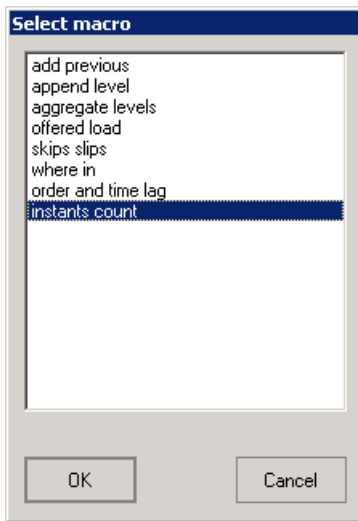 Select macro
add previous
append level
aggregate levels
offered load
skips slips
where in
order and time lag
instants count
OK
Cancel